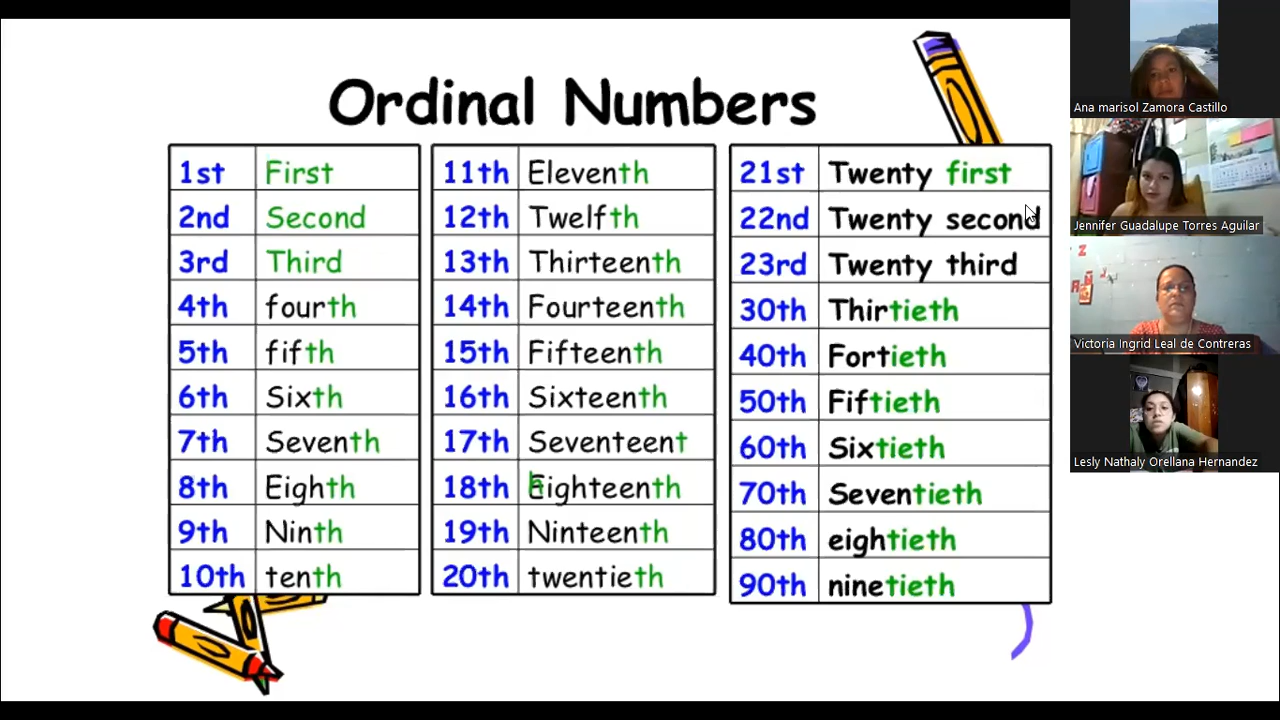 Ordinal Numbers
1st First
2nd Second
3rd Third
4th fourth
5th fifth
6th Sixth
7th Seventh
8th Eighth
9th Ninth
10th tenth
11th Eleventh
12th Twelfth
13th Thirteenth
14th Fourteenth
15th Fifteenth
16th Sixteenth
17th Seventeent
h
18th Eighteenth
19th Ninteenth
20th twentieth
21st Twenty first
22nd Twenty second
23rd Twenty third
30th Thirtieth
40th Fortieth
50th Fiftieth
60th Sixtieth
70th Seventieth
80th eightieth
90th ninetieth
Ana marisol Zamora Castillo
Jennifer Guadalupe Torres Aguilar
Victoria Ingrid Leal de Contreras
Lesly Nathaly Orellana Hernandez